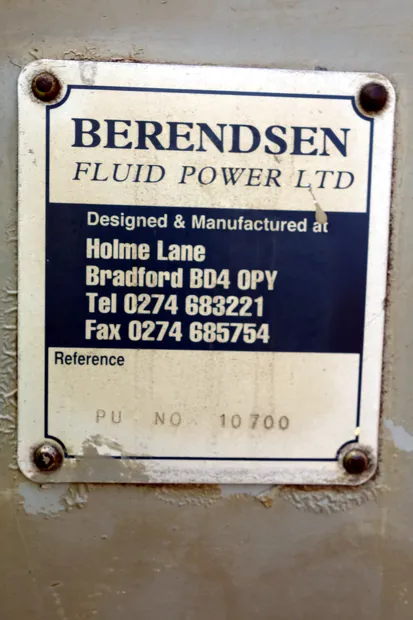 BERENDSEN
FLUID POWER LTD
Designed & Manufactured at
Holme Lane
Bradford BD4 0PY
Tel 0274 683221
Fax 0274 685754
Reference
PU NO 10700